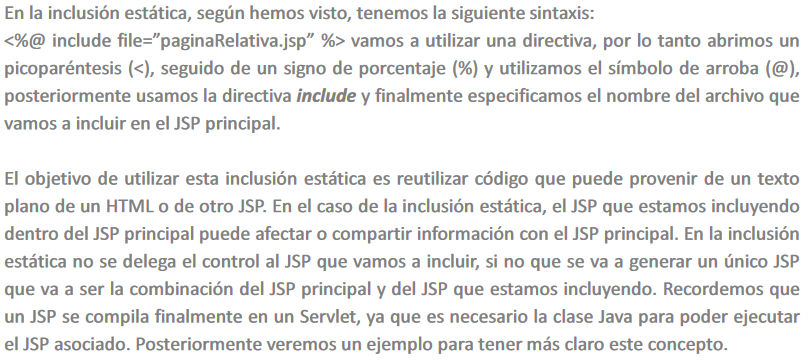 En la inclusión estática, según hemos visto, tenemos la siguiente sintaxis:
<%@ include file=”paginaRelativa.jsp” %> vamos a utilizar una directiva, por lo tanto abrimos un
picoparéntesis (<), seguido de un signo de porcentaje (%) y utilizamos el símbolo de arroba (@),
posteriormente usamos la directiva include y finalmente especificamos el nombre del archivo que
vamos a incluir en el JSP principal.
El objetivo de utilizar esta inclusión estática es reutilizar código que puede provenir de un texto
plano de un HTML o de otro JSP. En el caso de la inclusión estática, el JSP que estamos incluyendo
dentro del JSP principal puede afectar o compartir información con el JSP principal. En la inclusión
estática no se delega el control al JSP que vamos a incluir, si no que se va a generar un único JSP
que va a ser la combinación del JSP principal y del JSP que estamos incluyendo. Recordemos que
un JSP se compila finalmente en un Servlet, ya que es necesario la clase Java para poder ejecutar
el JSP asociado. Posteriormente veremos un ejemplo para tener más claro este concepto.